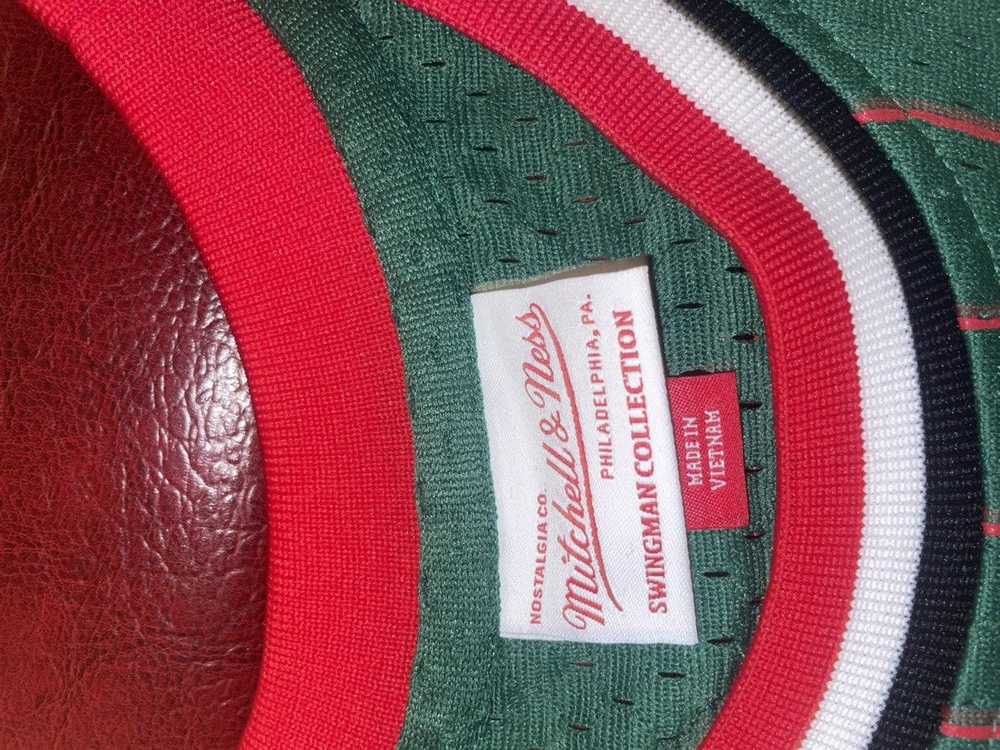 NOSTALGIA CO.
Mitchell & Ness
PHILADELPHIA, PA.
SWINGMAN COLLECTION
MADE IN
VIETNAM